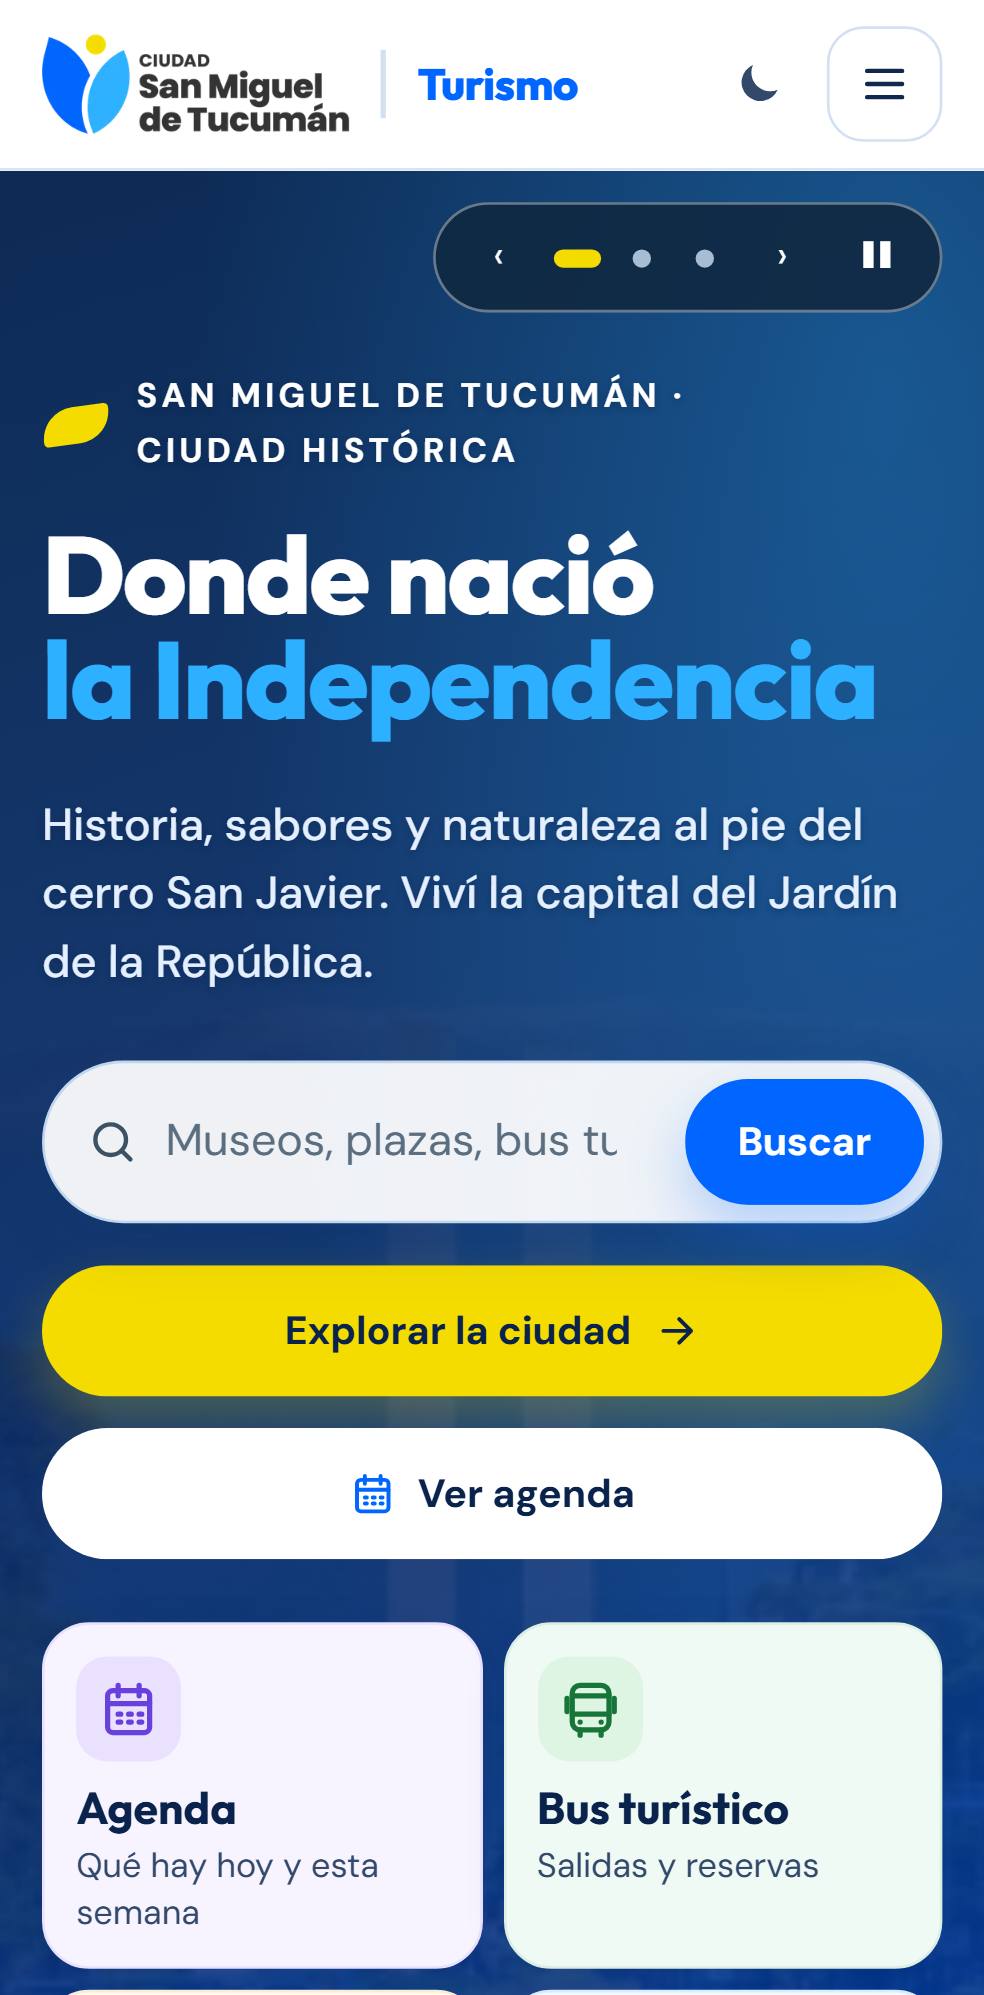 CIUDAD
San Miguel
de Tucumán
Turismo
SAN MIGUEL DE TUCUMÁN ·
CIUDAD HISTÓRICA
Donde nació
la Independencia
Historia, sabores y naturaleza al pie del
cerro San Javier. Viví la capital del Jardín
de la República.
Museos, plazas, bus tu
Buscar
Explorar la ciudad →
Ver agenda
Agenda
Qué hay hoy y esta
semana
Bus turístico
Salidas y reservas